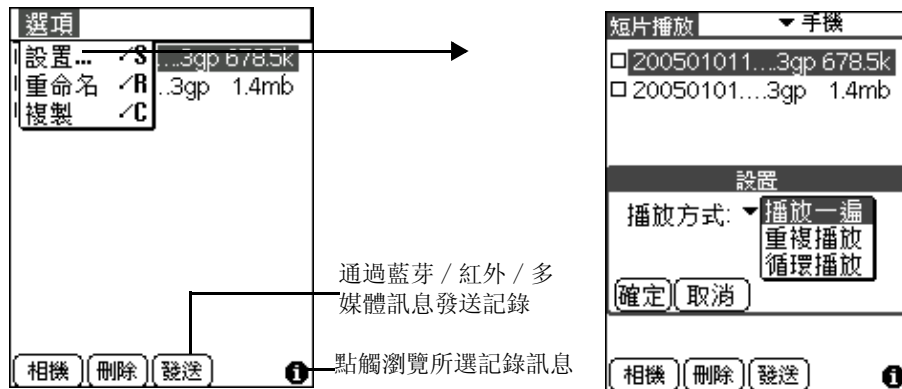 選項
設置... ⁄S ....3gp 678.5k
重命名 ⁄R ..3gp 1.4mb
複製 ⁄C
通過藍芽 / 紅外 / 多
媒體訊息發送記錄
點觸瀏覽所選記錄訊息
相機 刪除 發送 i
短片播放 手機
200501011....3gp 678.5k
20050101....3gp 1.4mb
設置
播放方式: 播放一遍
重複播放
循環播放
確定 取消
相機 刪除 發送 i